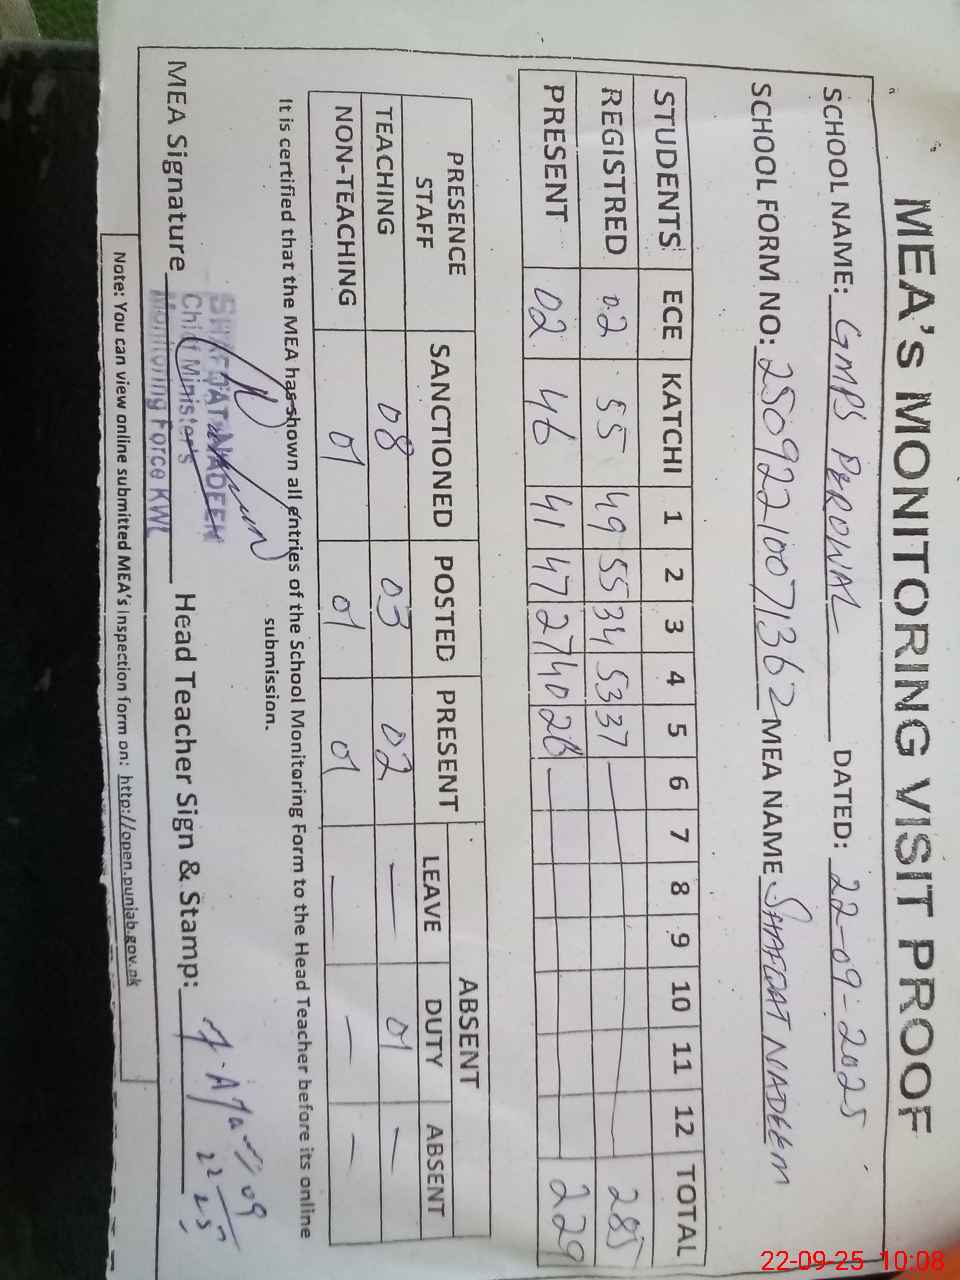 MEA's MONITORING VISIT PROOF
SCHOOL NAME: GMPS PEROWAL DATED: 22-09-2025
SCHOOL FORM NO: 25092210071362 MEA NAME SHAFQAT NADEEM
STUDENTS ECE KATCHI 1 2 3 4 5 6 7 8 9 10 11 12 TOTAL
REGISTRED 02 55 49 55 34 53 37 — 285
PRESENT 02 46 41 47 27 40 26 — 229
PRESENCE STAFF SANCTIONED POSTED PRESENT ABSENT
LEAVE DUTY ABSENT
TEACHING 08 03 02 — 01 —
NON-TEACHING 01 01 01 — — —
It is certified that the MEA has shown all entries of the School Monitoring Form to the Head Teacher before its online
submission.
SHAFQAT NADEEM
Chief Minister's
Monitoring Force KWL
MEA Signature Head Teacher Sign & Stamp:
22/09
25
Note: You can view online submitted MEA's inspection form on: http://open.punjab.gov.pk
22-09-25 10:08